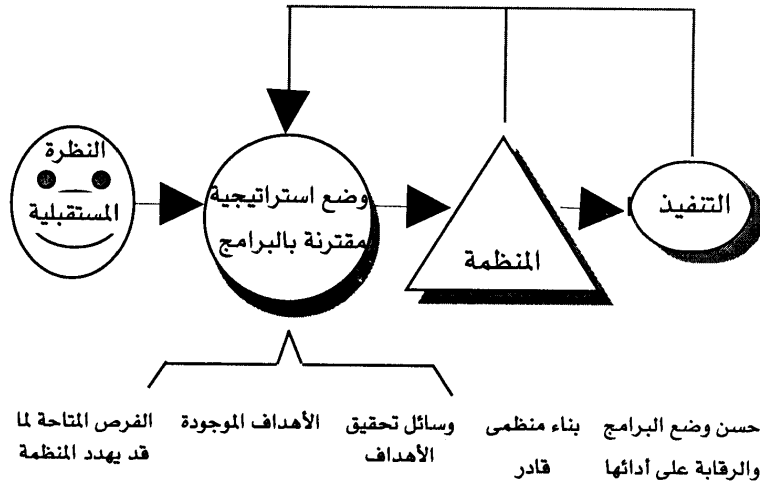 النظرة
المستقبلية
وضع استراتيجية
مقترنة بالبرامج
المنظمة
التنفيذ
الفرص المتاحة لما
قد يهدد المنظمة
الأهداف الموجودة
وسائل تحقيق
الأهداف
بناء منظمى
قادر
حسن وضع البرامج
والرقابة على أدائها